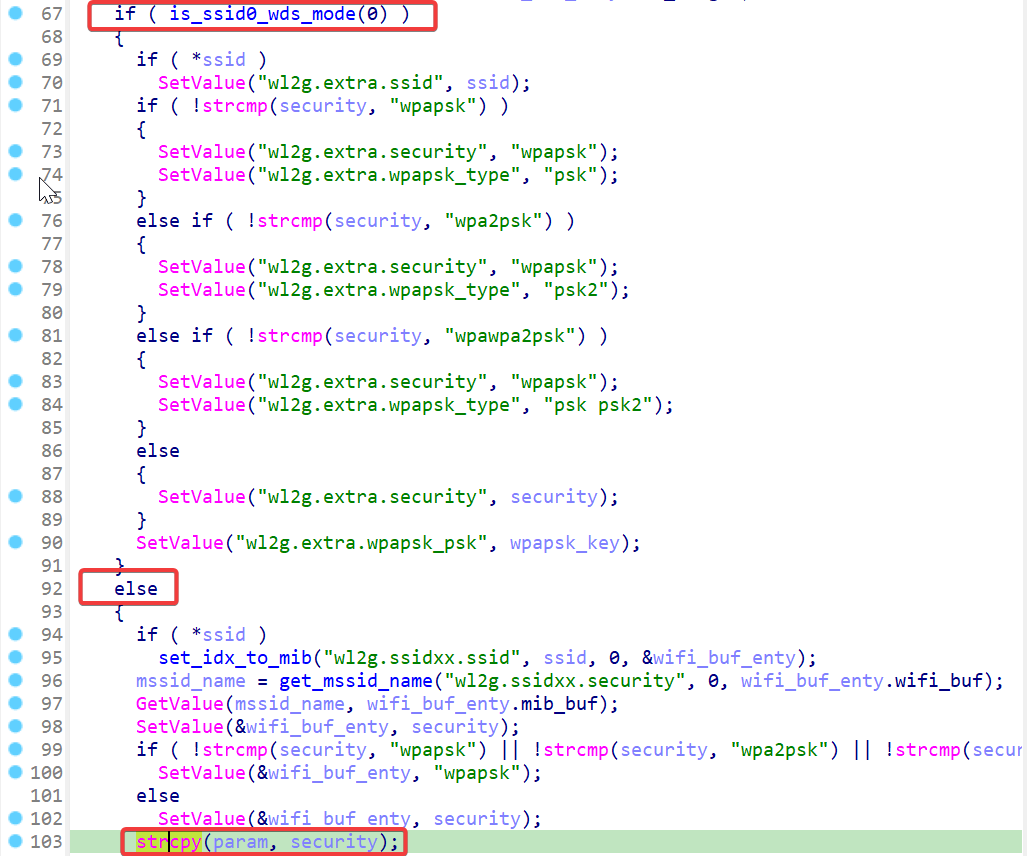 67 if ( is_ssid0_wds_mode(0) )
68 {
69 if ( *ssid )
70 SetValue("wl2g.extra.ssid", ssid);
71 if ( !strcmp(security, "wpapsk") )
72 {
73 SetValue("wl2g.extra.security", "wpapsk");
74 SetValue("wl2g.extra.wpapsk_type", "psk");
5 }
76 else if ( !strcmp(security, "wpa2psk") )
77 {
78 SetValue("wl2g.extra.security", "wpapsk");
79 SetValue("wl2g.extra.wpapsk_type", "psk2");
80 }
81 else if ( !strcmp(security, "wpawpa2psk") )
82 {
83 SetValue("wl2g.extra.security", "wpapsk");
84 SetValue("wl2g.extra.wpapsk_type", "psk psk2");
85 }
86 else
87 {
88 SetValue("wl2g.extra.security", security);
89 }
90 SetValue("wl2g.extra.wpapsk_psk", wpapsk_key);
91 }
92 else
93 {
94 if ( *ssid )
95 set_idx_to_mib("wl2g.ssidxx.ssid", ssid, 0, &wifi_buf_enty);
96 mssid_name = get_mssid_name("wl2g.ssidxx.security", 0, wifi_buf_enty.wifi_buf);
97 GetValue(mssid_name, wifi_buf_enty.mib_buf);
98 SetValue(&wifi_buf_enty, security);
99 if ( !strcmp(security, "wpapsk") || !strcmp(security, "wpa2psk") || !strcmp(secur
100 SetValue(&wifi_buf_enty, "wpapsk");
101 else
102 SetValue(&wifi_buf_enty, security);
103 strcpy(param, security);